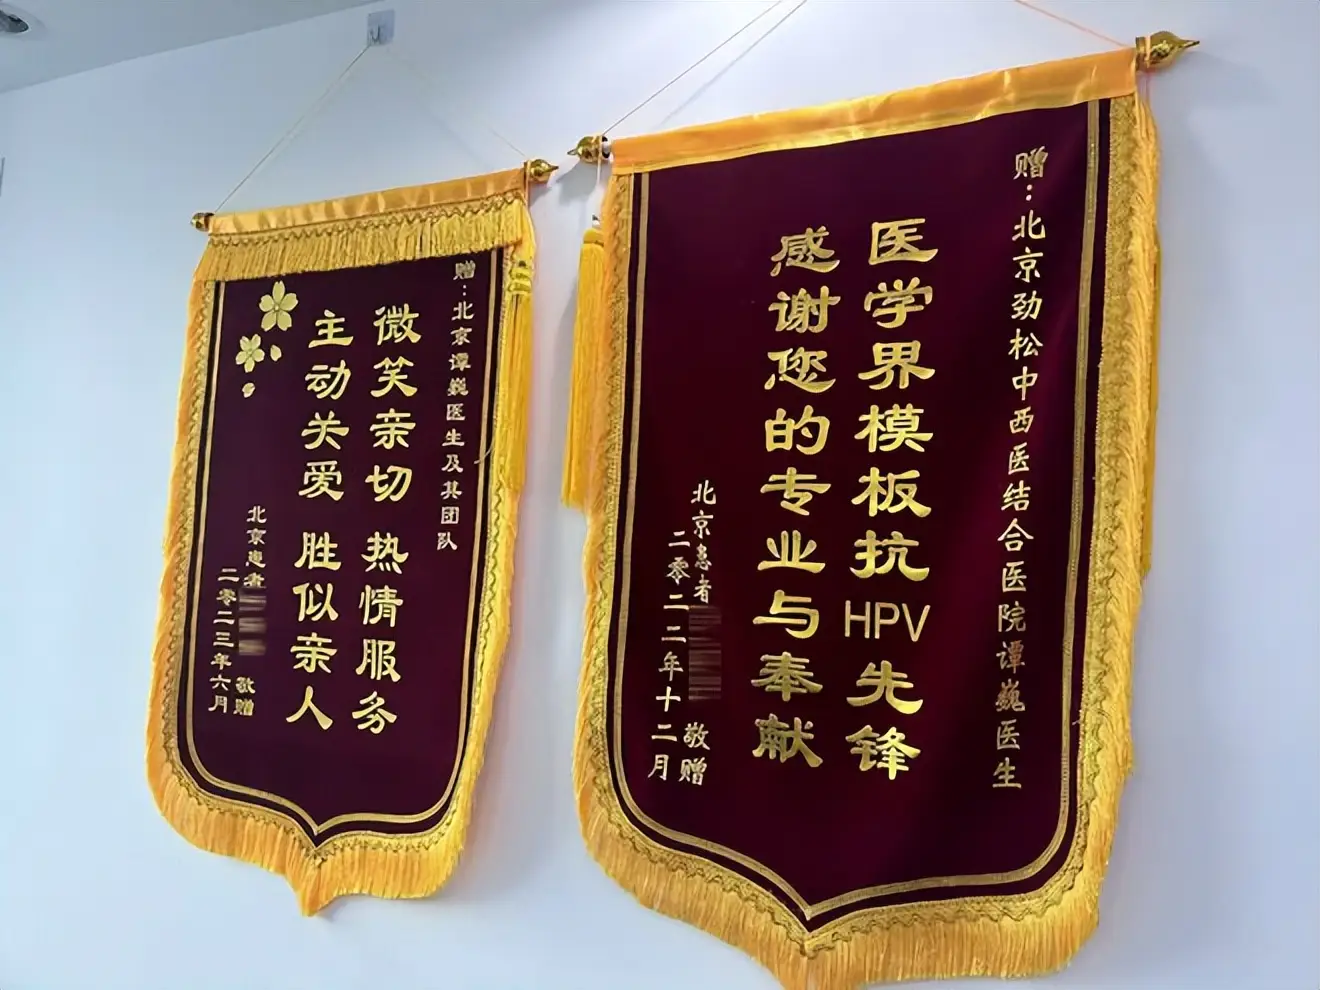 赠：北京谭巍医生及其团队
微笑亲切 热情服务
主动关爱 胜似亲人
北京患者
敬赠
二零二三年六月
赠：北京劲松中西医结合医院谭巍医生
医学界模板抗HPV先锋
感谢您的专业与奉献
北京患者
敬赠
二零二二年十二月